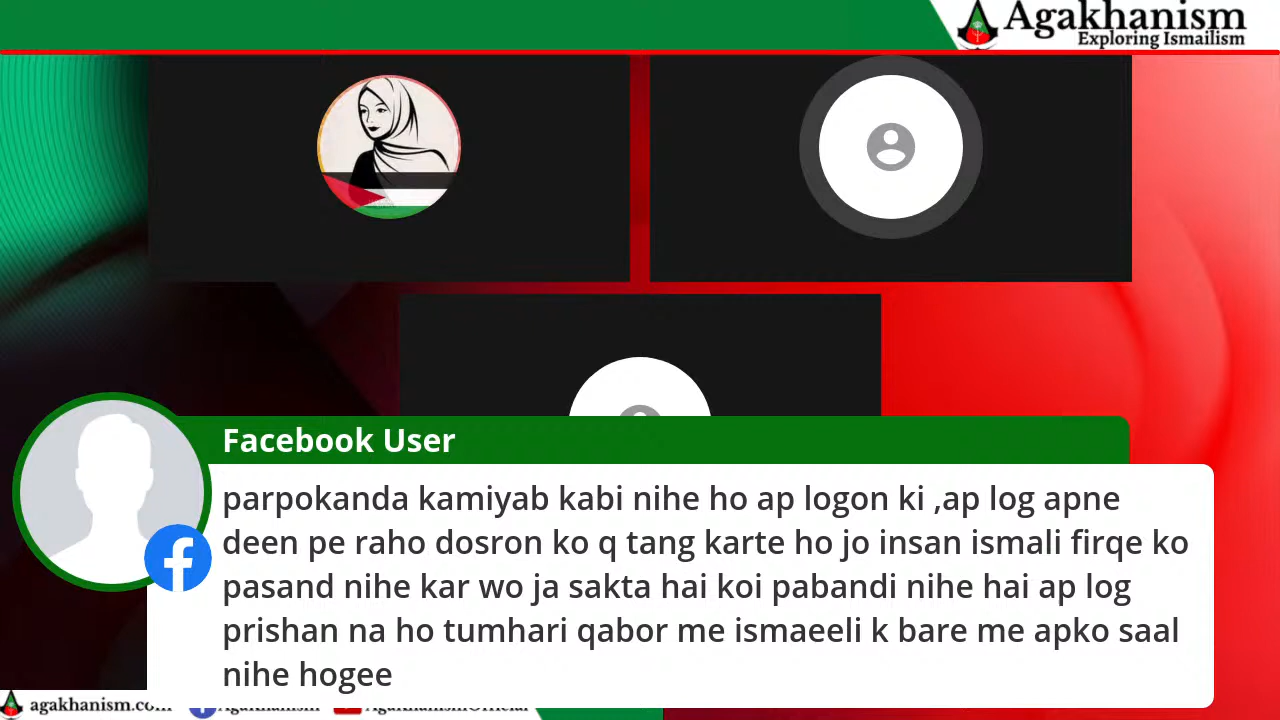 Agakhanism
Exploring Ismailism
Facebook User
parpokanda kamiyab kabi nihe ho ap logon ki ,ap log apne
deen pe raho dosron ko q tang karte ho jo insan ismali firqe ko
pasand nihe kar wo ja sakta hai koi pabandi nihe hai ap log
prishan na ho tumhari qabor me ismaeeli k bare me apko saal
nihe hogee
agakhanism.com